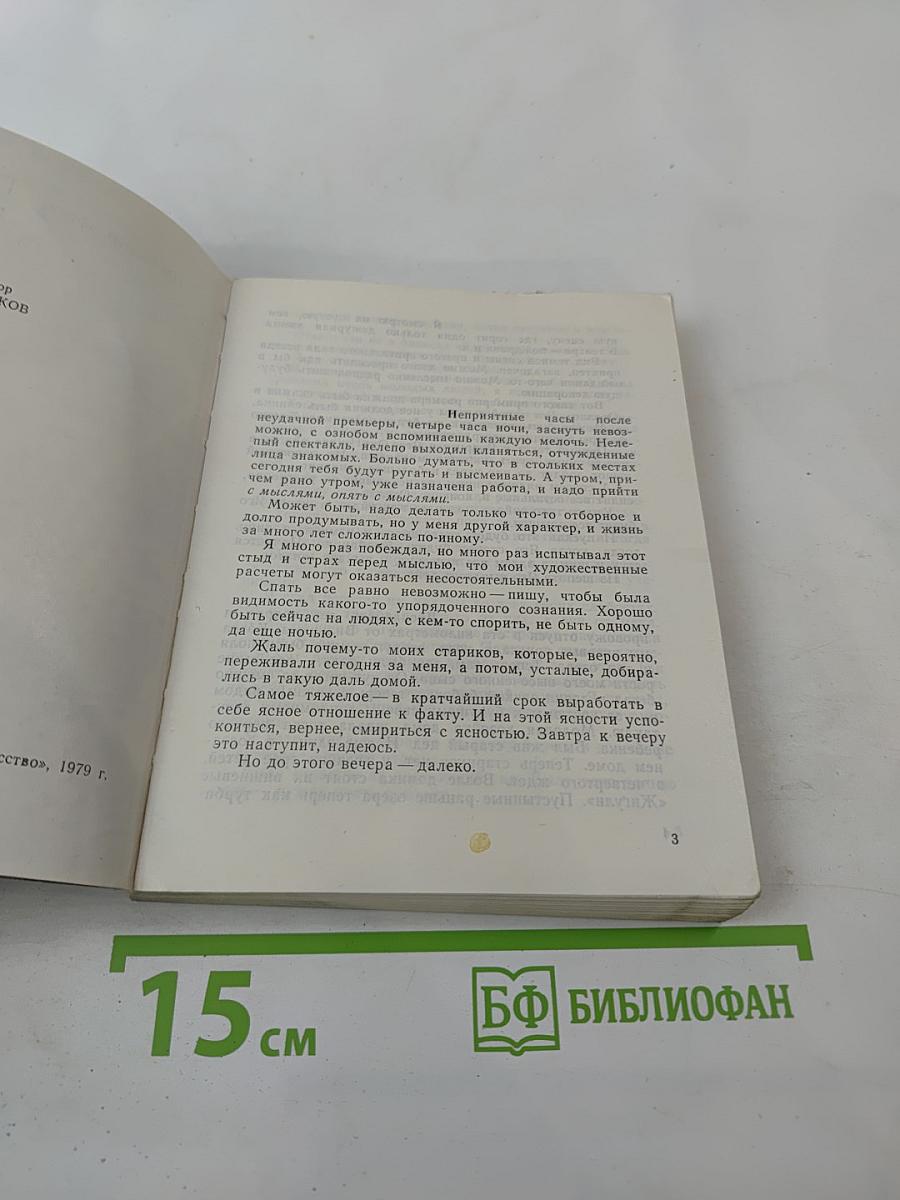 ор
КОВ
сство», 1979 г.
Неприятные часы после
неудачной премьеры, четыре часа ночи, заснуть невоз-
можно, с ознобом вспоминаешь каждую мелочь. Неле-
пый спектакль, нелепо выходил кланяться, отчужденные
лица знакомых. Больно думать, что в стольких местах
сегодня тебя будут ругать и высмеивать. А утром, при-
чем рано утром, уже назначена работа, и надо прийти
с мыслями, опять с мыслями.
Может быть, надо делать только что-то отборное и
долго продумывать, но у меня другой характер, и жизнь
за много лет сложилась по-иному.
Я много раз побеждал, но много раз испытывал этот
стыд и страх перед мыслью, что мои художественные
расчеты могут оказаться несостоятельными.
Спать все равно невозможно — пишу, чтобы была
видимость какого-то упорядоченного сознания. Хорошо
быть сейчас на людях, с кем-то спорить, не быть одному,
да еще ночью.
Жаль почему-то моих стариков, которые, вероятно,
переживали сегодня за меня, а потом, усталые, добира-
лись в такую даль домой.
Самое тяжелое — в кратчайший срок выработать в
себе ясное отношение к факту. И на этой ясности успо-
коиться, вернее, смириться с ясностью. Завтра к вечеру
это наступит, надеюсь.
Но до этого вечера — далеко.
3
15 см
БФ БИБЛИОФАН